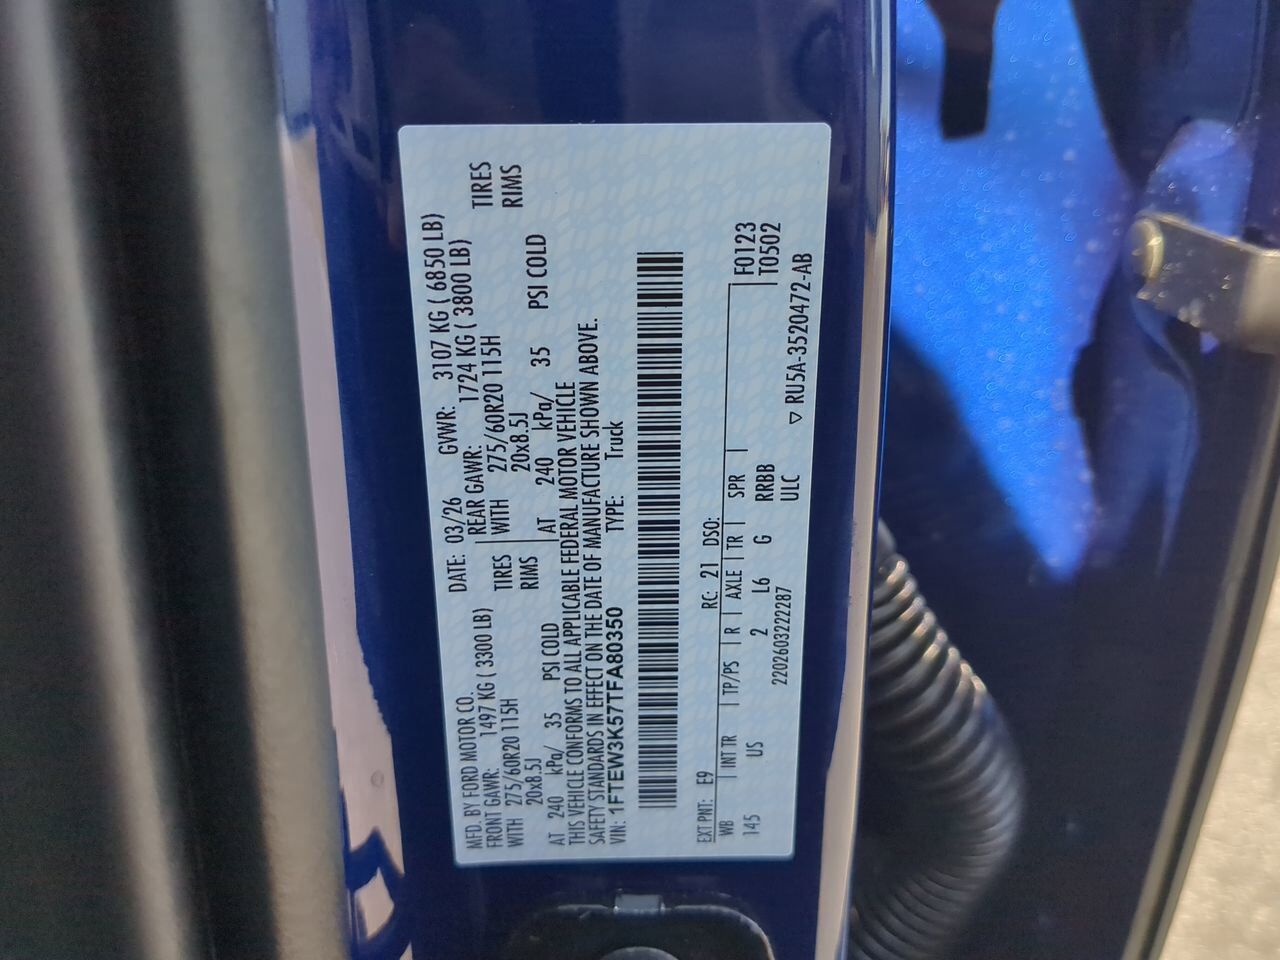 MFD. BY FORD MOTOR CO. DATE: 03/26 GVWR: 3107 KG ( 6850 LB)
FRONT GAWR: 1497 KG ( 3300 LB) REAR GAWR: 1724 KG ( 3800 LB)
WITH 275/60R20 115H TIRES WITH 275/60R20 115H TIRES
20x8.5J RIMS 20x8.5J RIMS
AT 240 kPa/ 35 PSI COLD AT 240 kPa/ 35 PSI COLD
THIS VEHICLE CONFORMS TO ALL APPLICABLE FEDERAL MOTOR VEHICLE
SAFETY STANDARDS IN EFFECT ON THE DATE OF MANUFACTURE SHOWN ABOVE.
VIN: 1FTEW3K57TFA80350 TYPE: Truck
EXT PNT: E9 RC: 21 DSO:
WB INT TR TP/PS R AXLE TR SPR F0123
145 US 2 L6 G RRBB T0502
2202603222287 ULC
▽ RU5A-3520472-AB